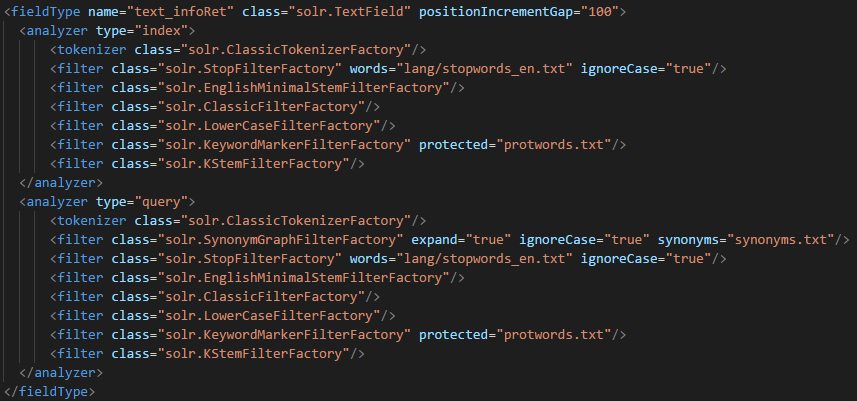 <fieldType name="text_infoRet" class="solr.TextField" positionIncrementGap="100">
<analyzer type="index">
<tokenizer class="solr.ClassicTokenizerFactory"/>
<filter class="solr.StopFilterFactory" words="lang/stopwords_en.txt" ignoreCase="true"/>
<filter class="solr.EnglishMinimalStemFilterFactory"/>
<filter class="solr.ClassicFilterFactory"/>
<filter class="solr.LowerCaseFilterFactory"/>
<filter class="solr.KeywordMarkerFilterFactory" protected="protwords.txt"/>
<filter class="solr.KStemFilterFactory"/>
</analyzer>
<analyzer type="query">
<tokenizer class="solr.ClassicTokenizerFactory"/>
<filter class="solr.SynonymGraphFilterFactory" expand="true" ignoreCase="true" synonyms="synonyms.txt"/>
<filter class="solr.StopFilterFactory" words="lang/stopwords_en.txt" ignoreCase="true"/>
<filter class="solr.EnglishMinimalStemFilterFactory"/>
<filter class="solr.ClassicFilterFactory"/>
<filter class="solr.LowerCaseFilterFactory"/>
<filter class="solr.KeywordMarkerFilterFactory" protected="protwords.txt"/>
<filter class="solr.KStemFilterFactory"/>
</analyzer>
</fieldType>